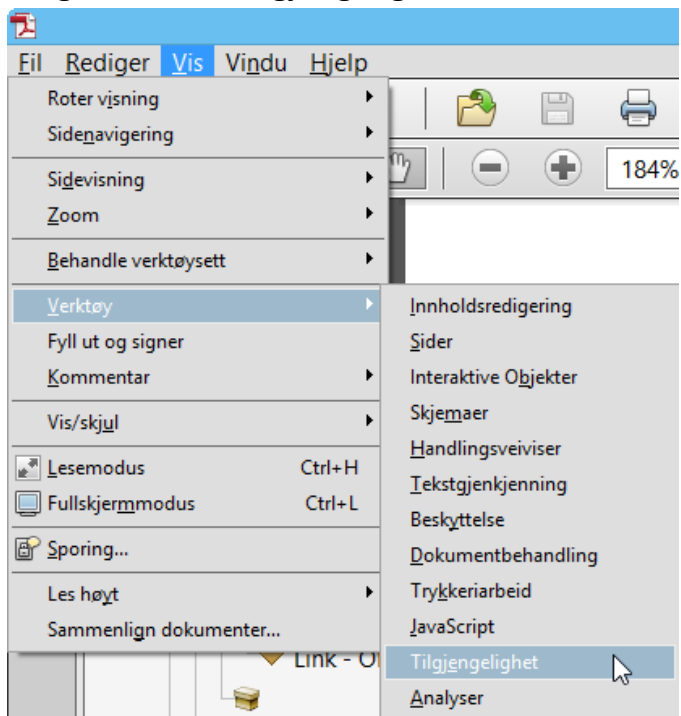 Fil Rediger Vis Vindu Hjelp
Roter visning
Sidenavigering
Sidevisning
Zoom
Behandle verktøysett
Verktøy
Fyll ut og signer
Kommentar
Vis/skjul
Lesemodus Ctrl+H
Fullskjermmodus Ctrl+L
Sporing...
Les høyt
Sammenlign dokumenter...
184%
Innholdsredigering
Sider
Interaktive Objekter
Skjemaer
Handlingsveiviser
Tekstgjenkjenning
Beskyttelse
Dokumentbehandling
Trykkeriarbeid
JavaScript
Tilgjengelighet
Analyser
Link - O